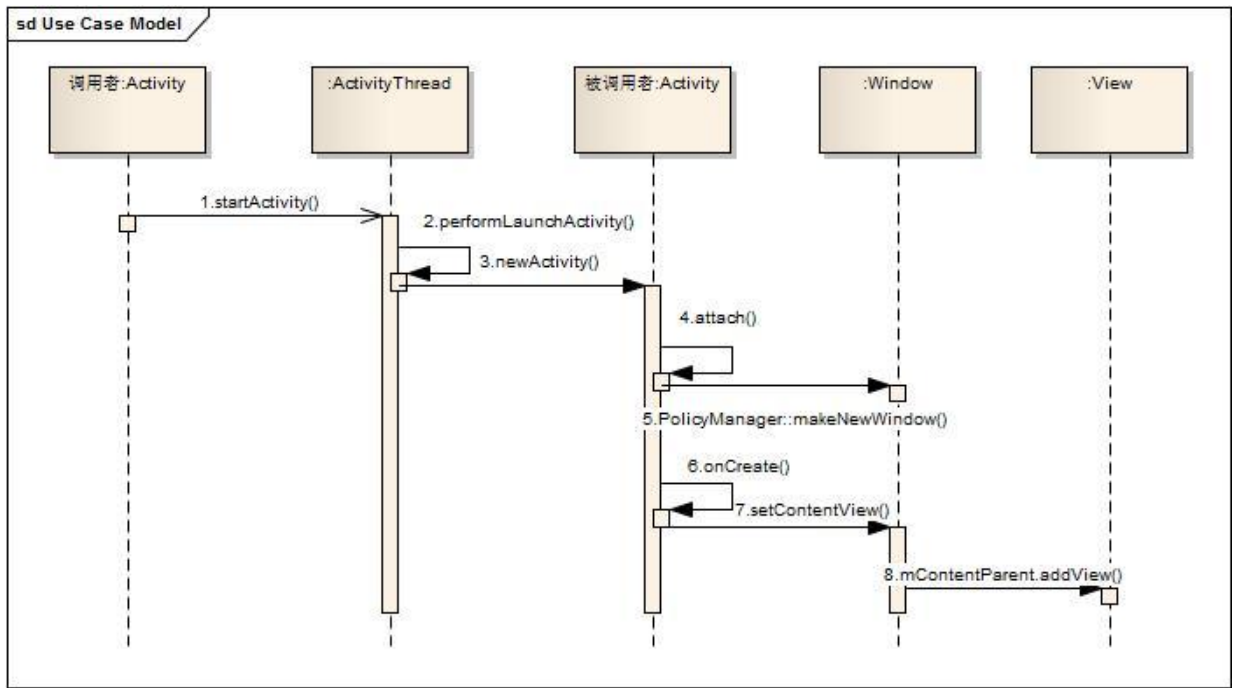 sd Use Case Model
调用者:Activity
:ActivityThread
被调用者:Activity
:Window
:View
1.startActivity()
2.performLaunchActivity()
3.newActivity()
4.attach()
5.PolicyManager::makeNewWindow()
6.onCreate()
7.setContentView()
8.mContentParent.addView()